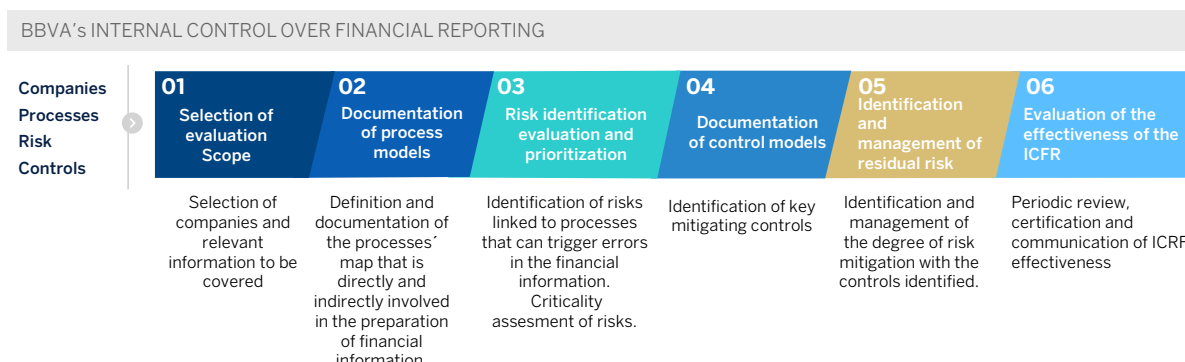 BBVA's INTERNAL CONTROL OVER FINANCIAL REPORTING
Companies
Processes
Risk
Controls
01
Selection of
evaluation
Scope
02
Documentation
of process
models
03
Risk identification
evaluation and
prioritization
04
Documentation
of control models
05
Identification
and
management of
residual risk
06
Evaluation of the
effectiveness of the
ICFR
Selection of
companies and
relevant
information to be
covered
Definition and
documentation of
the processes´
map that is
directly and
indirectly involved
in the preparation
of financial
information
Identification of risks
linked to processes
that can trigger errors
in the financial
information.
Criticality
assesment of risks.
Identification of key
mitigating controls
Identification and
management of
the degree of risk
mitigation with the
controls identified.
Periodic review,
certification and
communication of ICRF
effectiveness